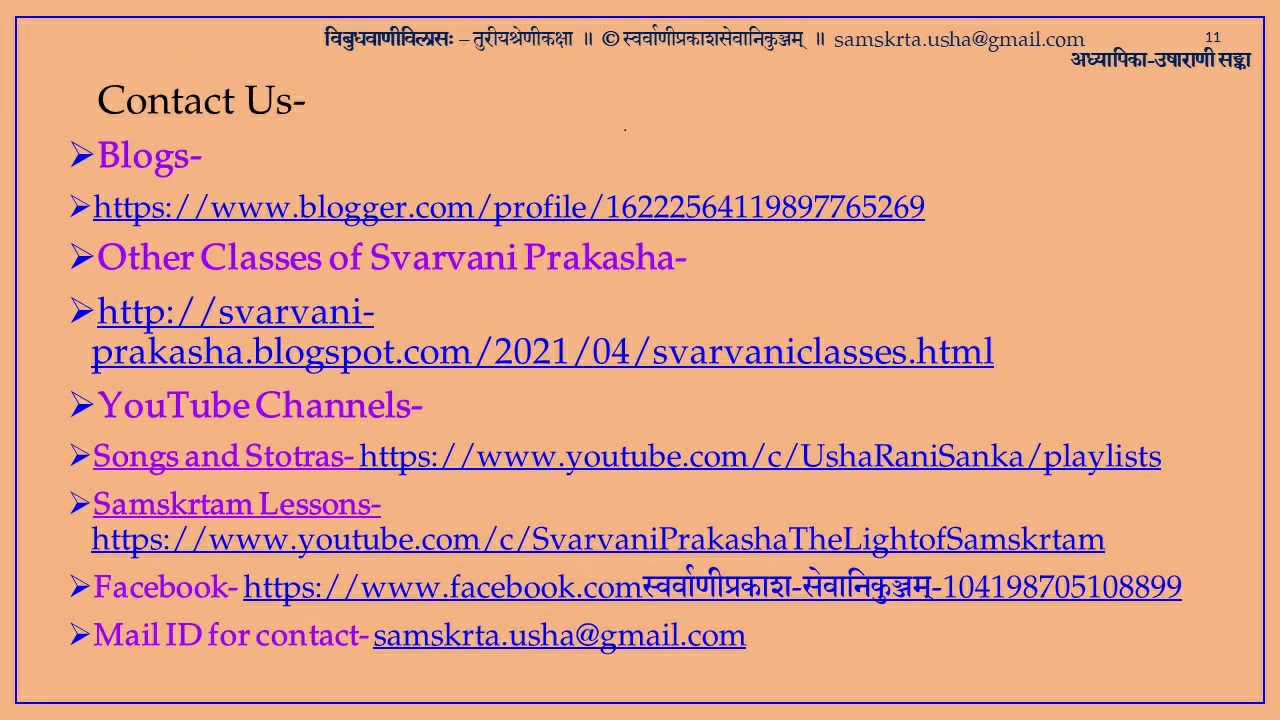 विबुधवाणीविलासः – तुरीयश्रेणीकक्षा ॥ © स्वर्वाणीप्रकाशसेवानिकुञ्जम् ॥ samskrta.usha@gmail.com
11
अध्यापिका-उषाराणी सङ्का
Contact Us-
.
➢Blogs-
➢https://www.blogger.com/profile/16222564119897765269
➢Other Classes of Svarvani Prakasha-
➢http://svarvani-
prakasha.blogspot.com/2021/04/svarvaniclasses.html
➢YouTube Channels-
➢Songs and Stotras- https://www.youtube.com/c/UshaRaniSanka/playlists
➢Samskrtam Lessons-
https://www.youtube.com/c/SvarvaniPrakashaTheLightofSamskrtam
➢Facebook- https://www.facebook.comस्वर्वाणीप्रकाश-सेवानिकुञ्जम्-104198705108899
➢Mail ID for contact- samskrta.usha@gmail.com